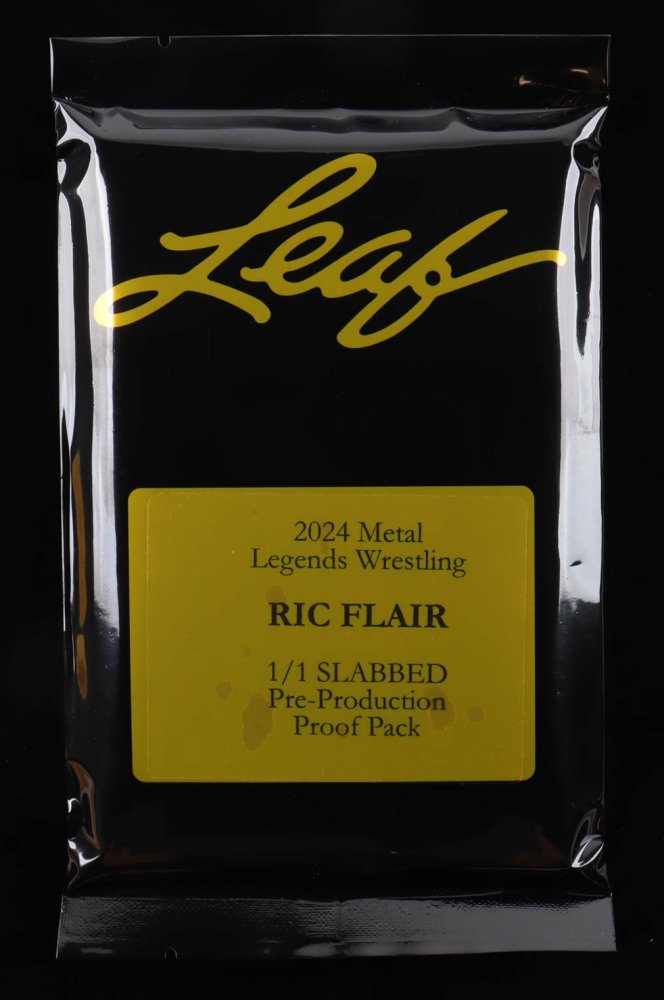 Leaf
2024 Metal
Legends Wrestling
RIC FLAIR
1/1 SLABBED
Pre-Production
Proof Pack